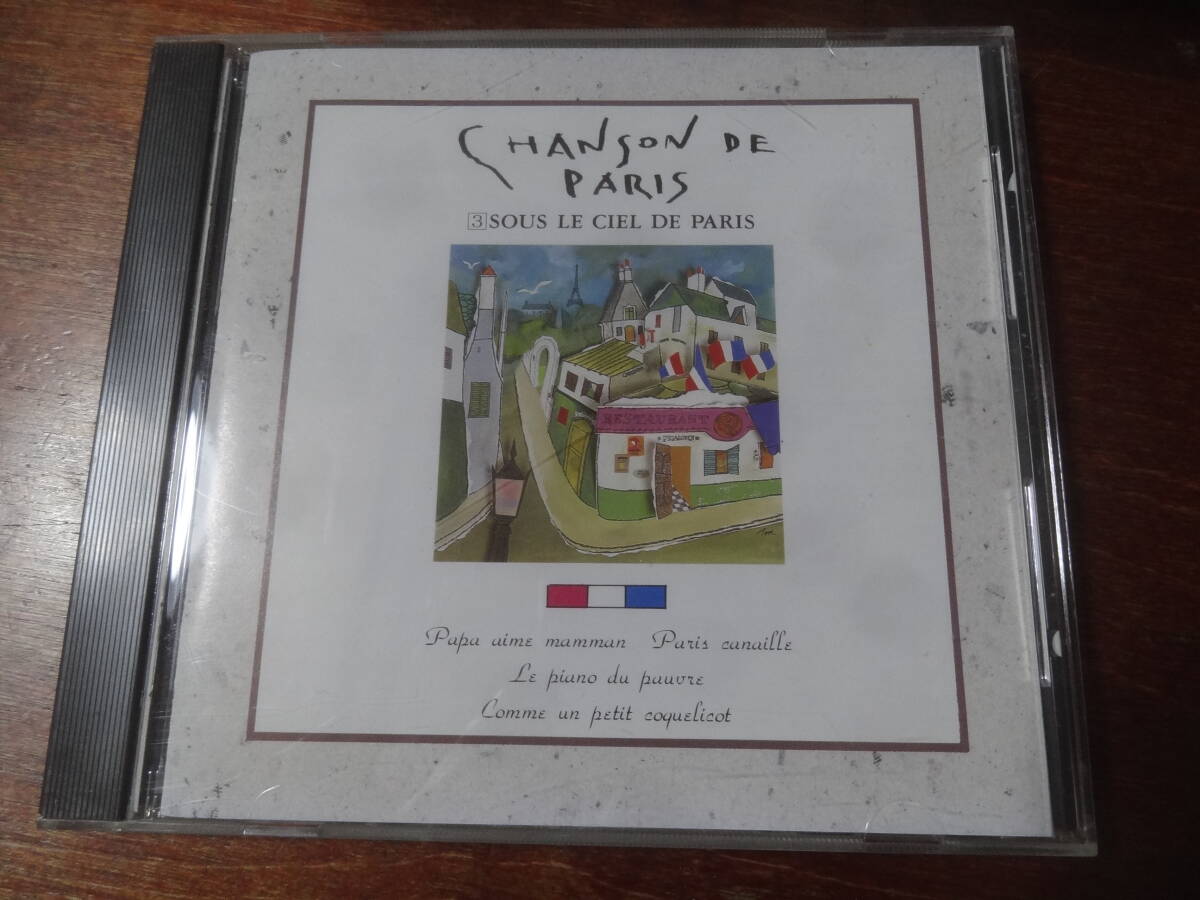 CHANSON DE
PARIS
3 SOUS LE CIEL DE PARIS
RESTAURANT
Papa aime mamman Paris canaille
Le piano du pauvre
Comme un petit coquelicot